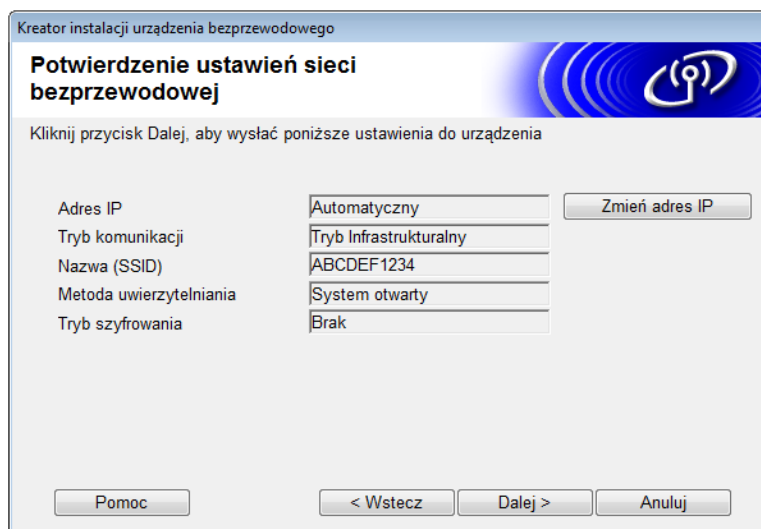 Kreator instalacji urządzenia bezprzewodowego
Potwierdzenie ustawień sieci
bezprzewodowej
Kliknij przycisk Dalej, aby wysłać poniższe ustawienia do urządzenia
Adres IP Automatyczny Zmień adres IP
Tryb komunikacji Tryb Infrastrukturalny
Nazwa (SSID) ABCDEF1234
Metoda uwierzytelniania System otwarty
Tryb szyfrowania Brak
Pomoc < Wstecz Dalej > Anuluj